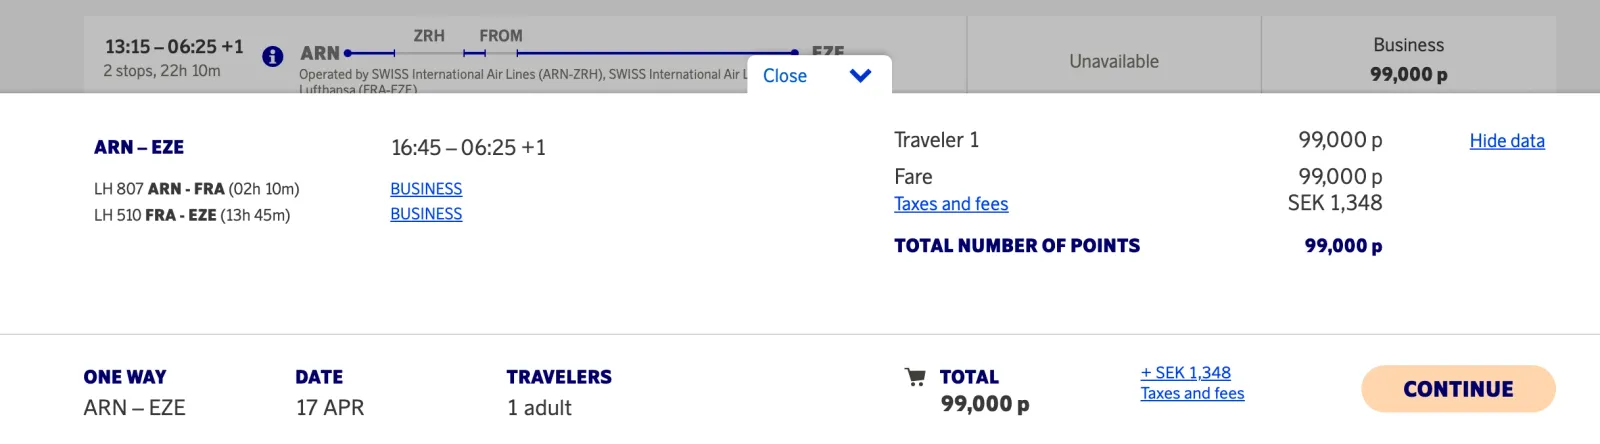 13:15 – 06:25 +1
2 stops, 22h 10m
ARN ZRH FROM EZE
Operated by SWISS International Air Lines (ARN-ZRH), SWISS International Air L
Lufthansa (FRA-EZE)
Unavailable
Business
99,000 p
Close
ARN – EZE 16:45 – 06:25 +1
LH 807 ARN - FRA (02h 10m) BUSINESS
LH 510 FRA - EZE (13h 45m) BUSINESS
Traveler 1 99,000 p Hide data
Fare 99,000 p
Taxes and fees SEK 1,348
TOTAL NUMBER OF POINTS 99,000 p
ONE WAY
ARN – EZE
DATE
17 APR
TRAVELERS
1 adult
TOTAL
99,000 p
+ SEK 1,348
Taxes and fees
CONTINUE